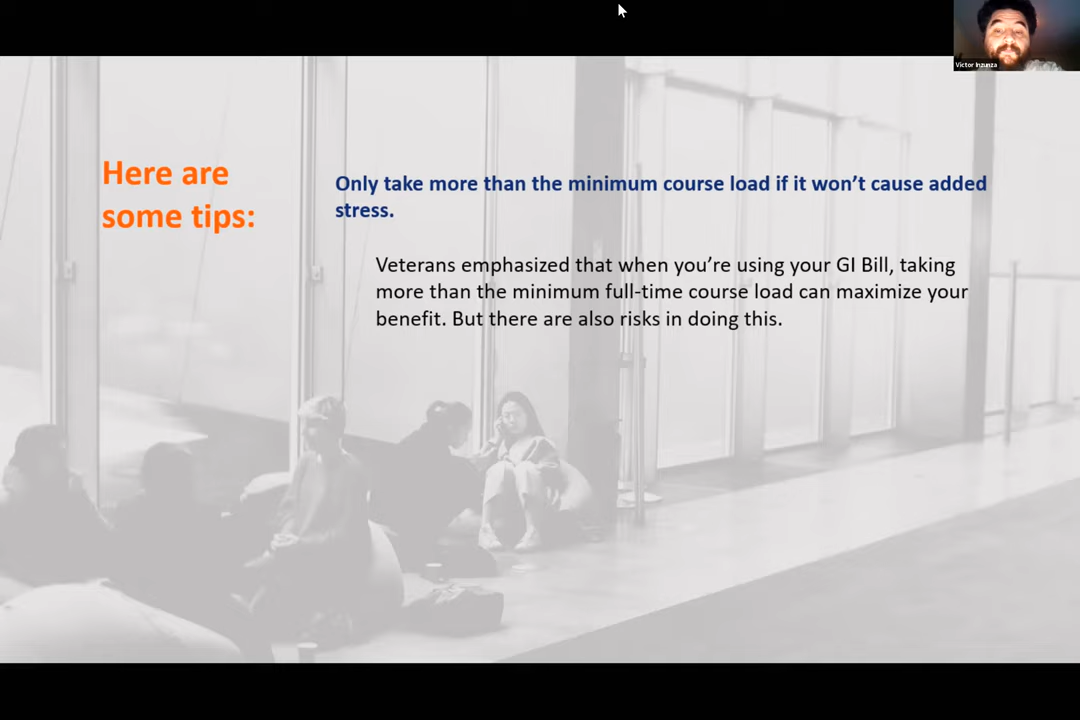 Victor Inzunza
Here are
some tips:
Only take more than the minimum course load if it won’t cause added
stress.
Veterans emphasized that when you’re using your GI Bill, taking
more than the minimum full-time course load can maximize your
benefit. But there are also risks in doing this.